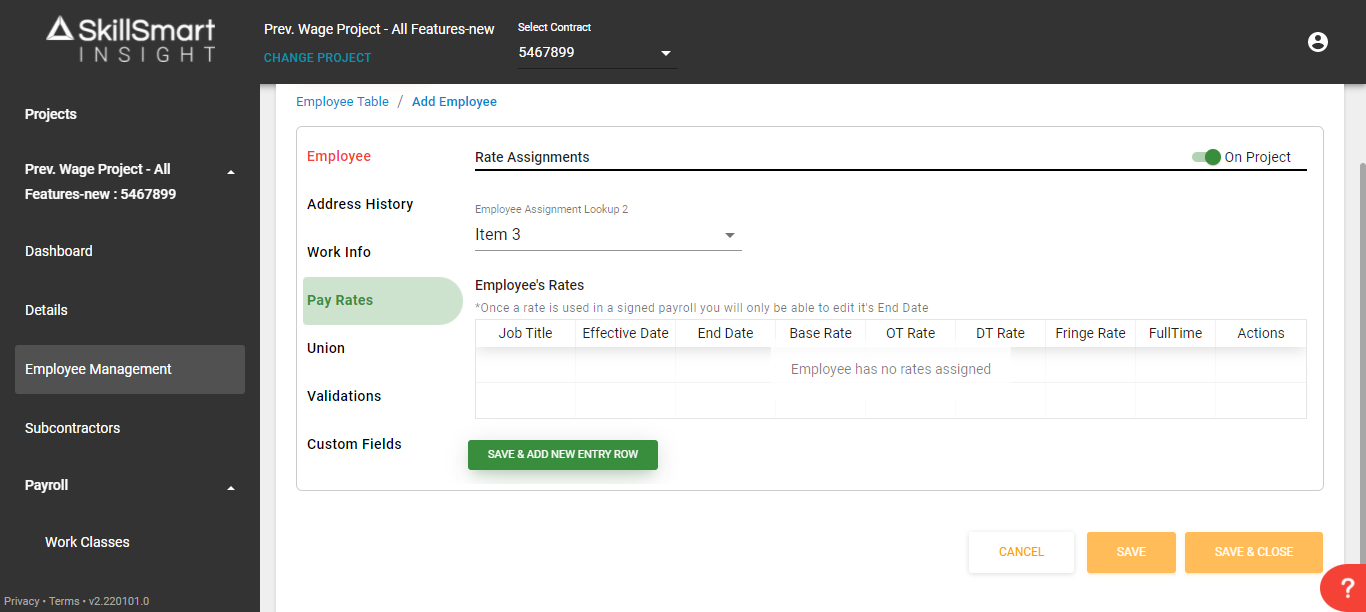 SkillSmart
INSIGHT
Prev. Wage Project - All Features-new
CHANGE PROJECT
Select Contract
5467899
Projects
Prev. Wage Project - All
Features-new : 5467899
Dashboard
Details
Employee Management
Subcontractors
Payroll
Work Classes
Privacy • Terms • v2.220101.0
Employee Table / Add Employee
Employee
Address History
Work Info
Pay Rates
Union
Validations
Custom Fields
Rate Assignments
On Project
Employee Assignment Lookup 2
Item 3
Employee's Rates
*Once a rate is used in a signed payroll you will only be able to edit it's End Date
Job Title Effective Date End Date Base Rate OT Rate DT Rate Fringe Rate FullTime Actions
Employee has no rates assigned
SAVE & ADD NEW ENTRY ROW
CANCEL SAVE SAVE & CLOSE
?